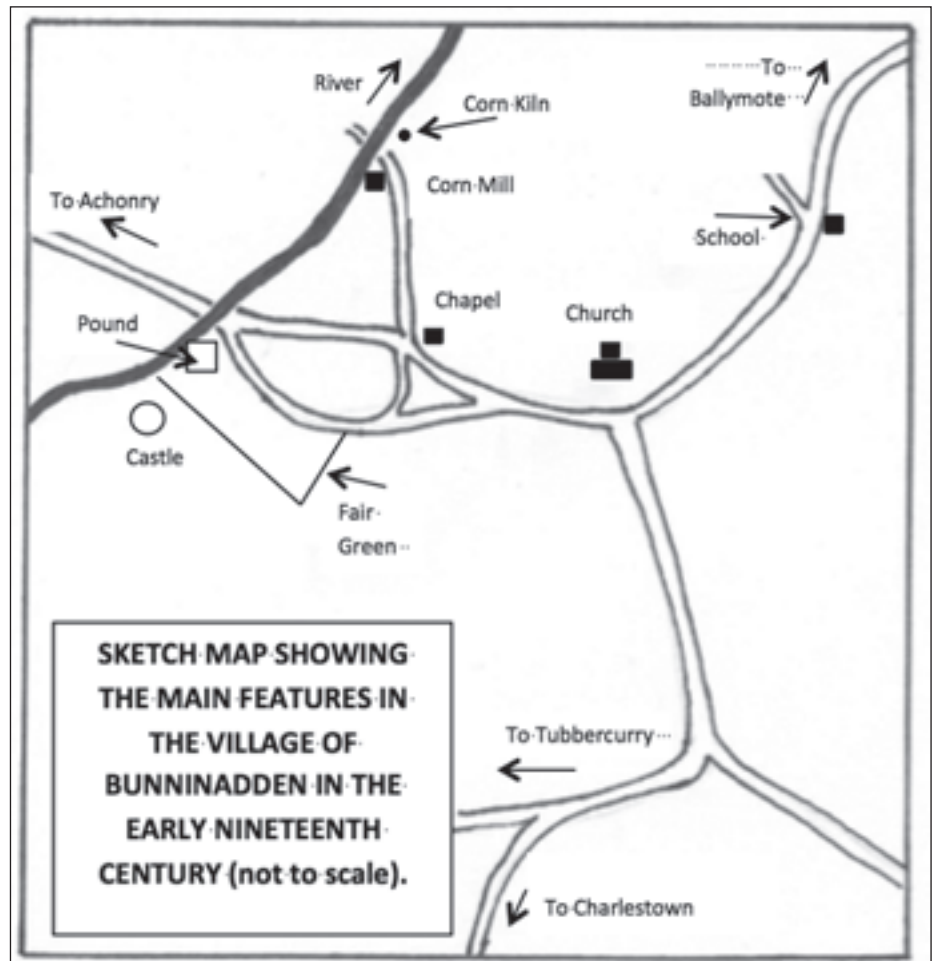 River
To
Ballymote
Corn Kiln
Corn Mill
To Achonry
School
Chapel
Church
Pound
Castle
Fair
Green
SKETCH MAP SHOWING
THE MAIN FEATURES IN
THE VILLAGE OF
BUNNINADDEN IN THE
EARLY NINETEENTH
CENTURY (not to scale).
To Tubbercurry
To Charlestown